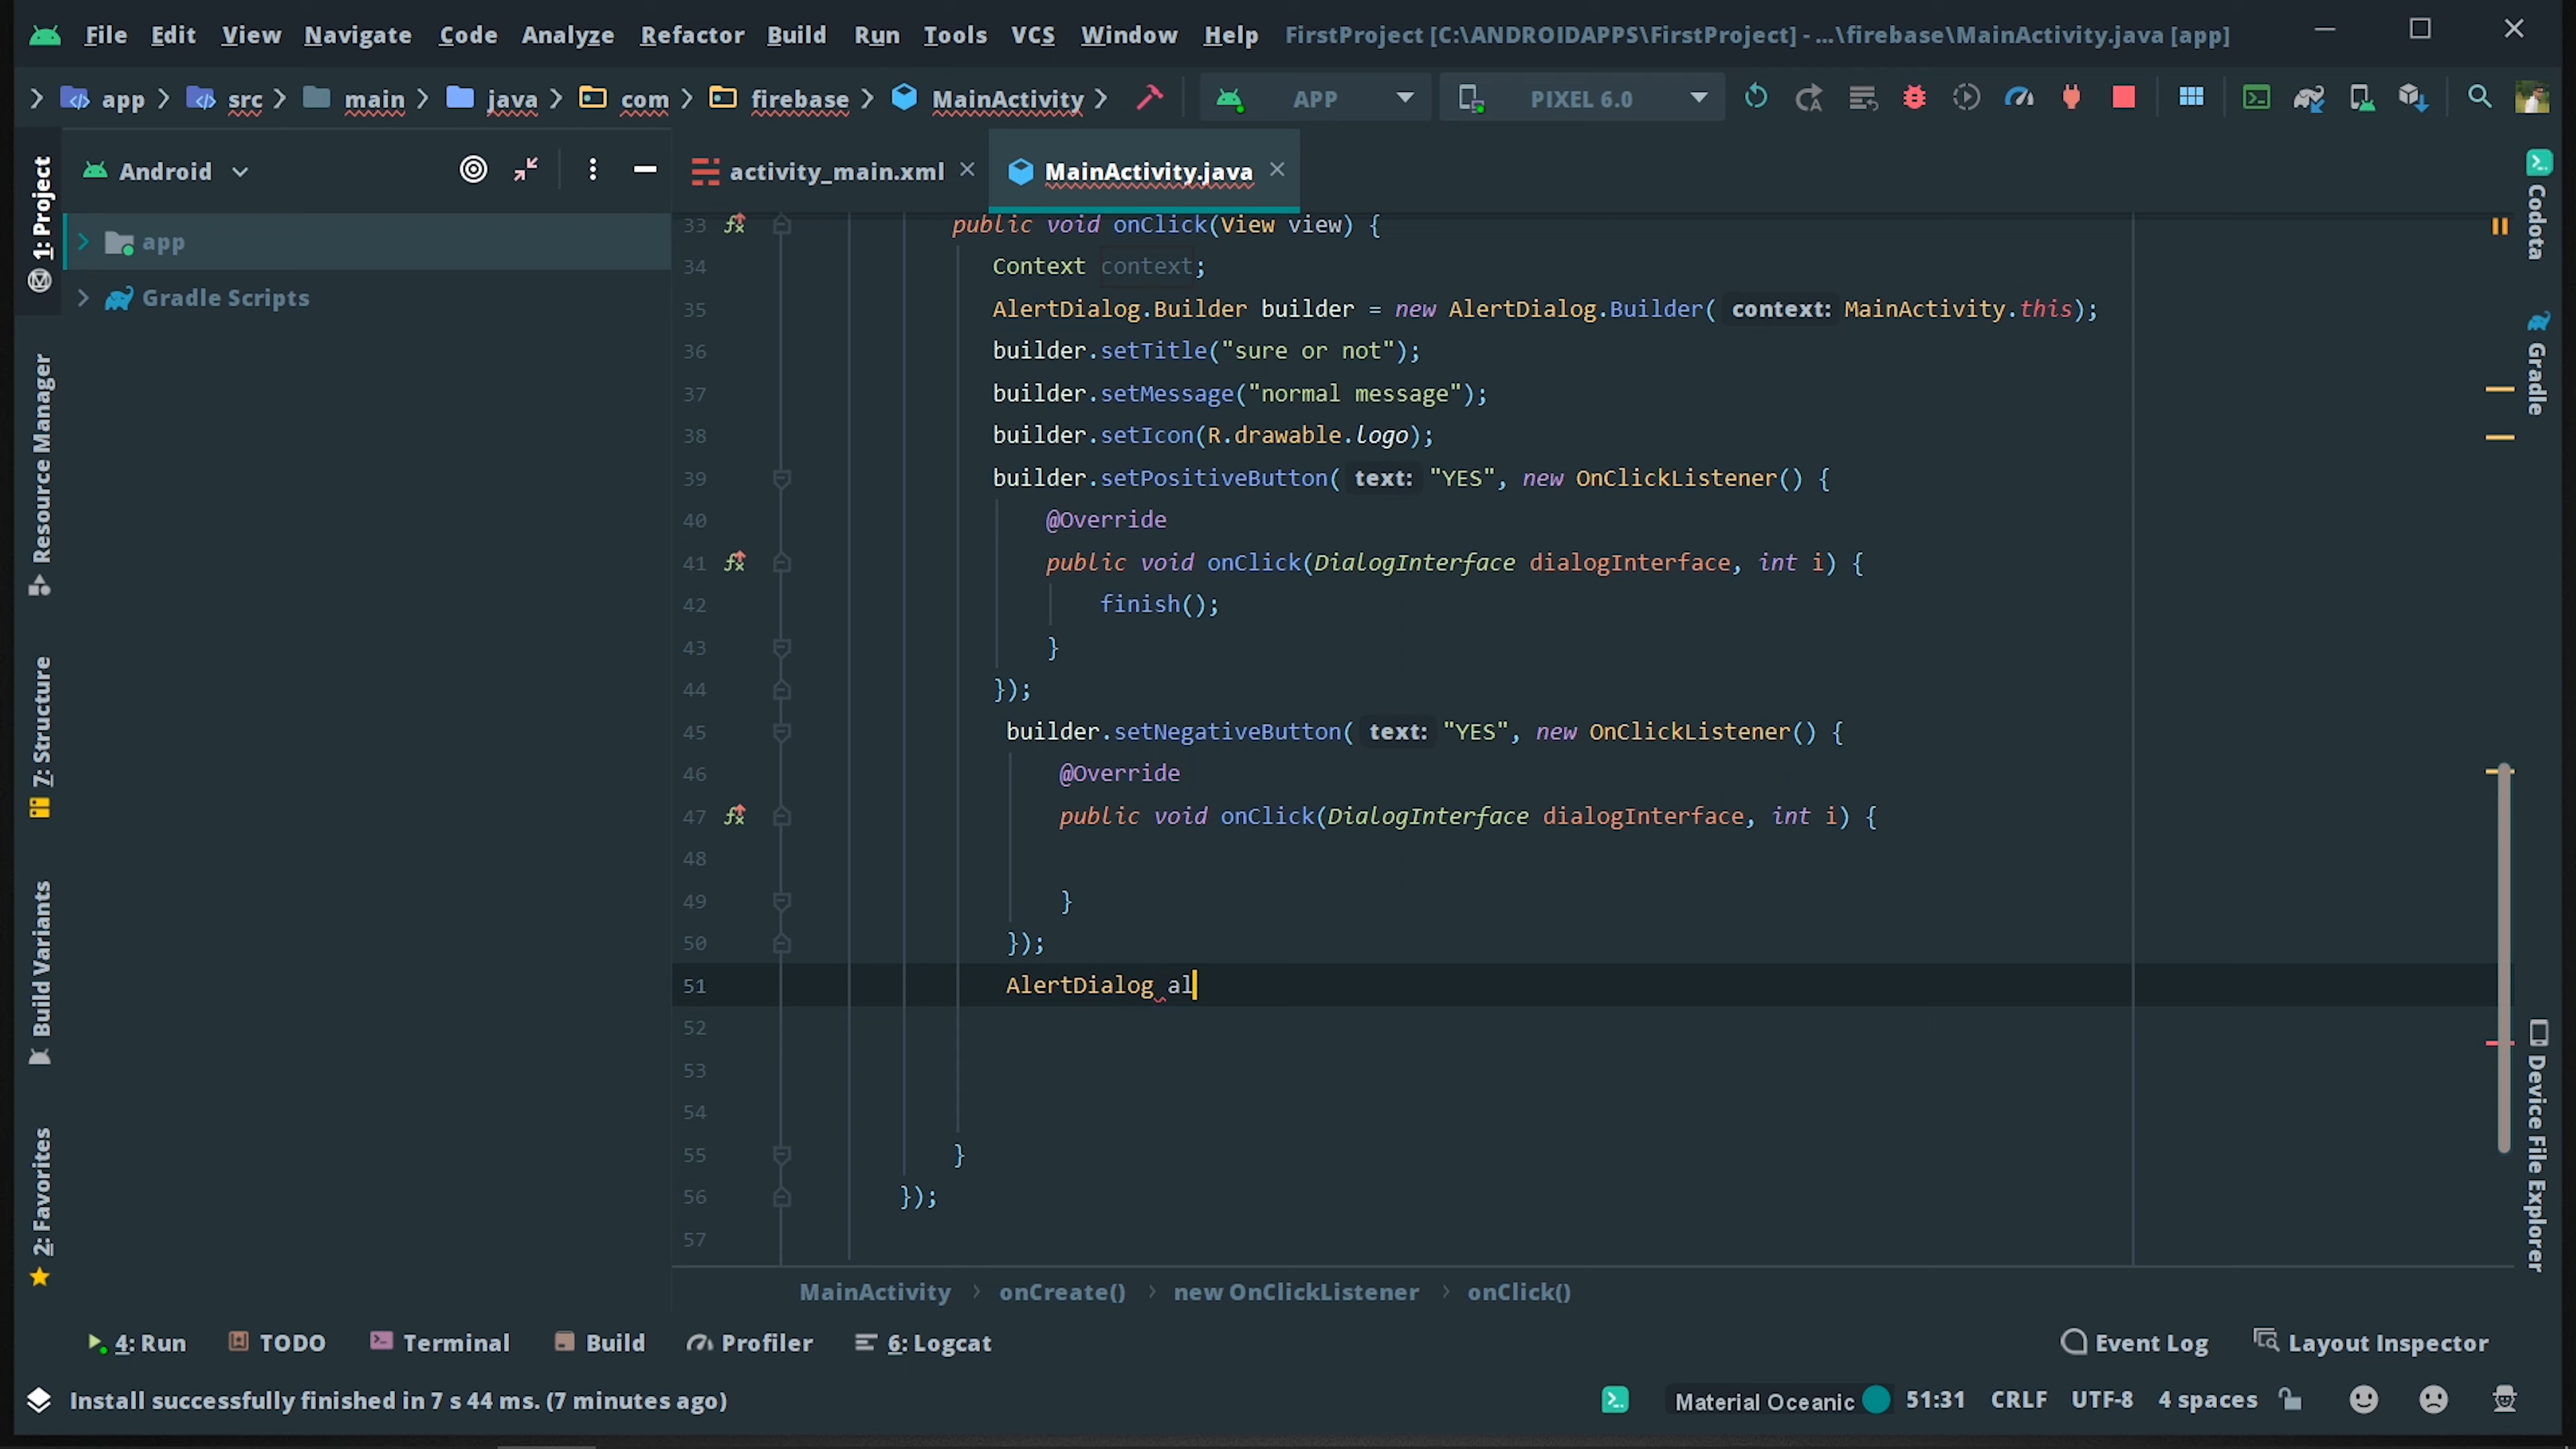 File Edit View Navigate Code Analyze Refactor Build Run Tools VCS Window Help FirstProject [C:\ANDROIDAPPS\FirstProject] - ...\firebase\MainActivity.java [app]
app src main java com firebase MainActivity APP PIXEL 6.0
1: Project
Resource Manager
7: Structure
Build Variants
2: Favorites
Android
app
Gradle Scripts
activity_main.xml MainActivity.java
33 public void onClick(View view) {
34 Context context;
35 AlertDialog.Builder builder = new AlertDialog.Builder( context: MainActivity.this);
36 builder.setTitle("sure or not");
37 builder.setMessage("normal message");
38 builder.setIcon(R.drawable.logo);
39 builder.setPositiveButton( text: "YES", new OnClickListener() {
40 @Override
41 public void onClick(DialogInterface dialogInterface, int i) {
42 finish();
43 }
44 });
45 builder.setNegativeButton( text: "YES", new OnClickListener() {
46 @Override
47 public void onClick(DialogInterface dialogInterface, int i) {
48
49 }
50 });
51 AlertDialog al
52
53
54
55 }
56 });
57
Codota
Gradle
Device File Explorer
MainActivity › onCreate() › new OnClickListener › onClick()
4: Run TODO Terminal Build Profiler 6: Logcat Event Log Layout Inspector
Install successfully finished in 7 s 44 ms. (7 minutes ago) Material Oceanic 51:31 CRLF UTF-8 4 spaces